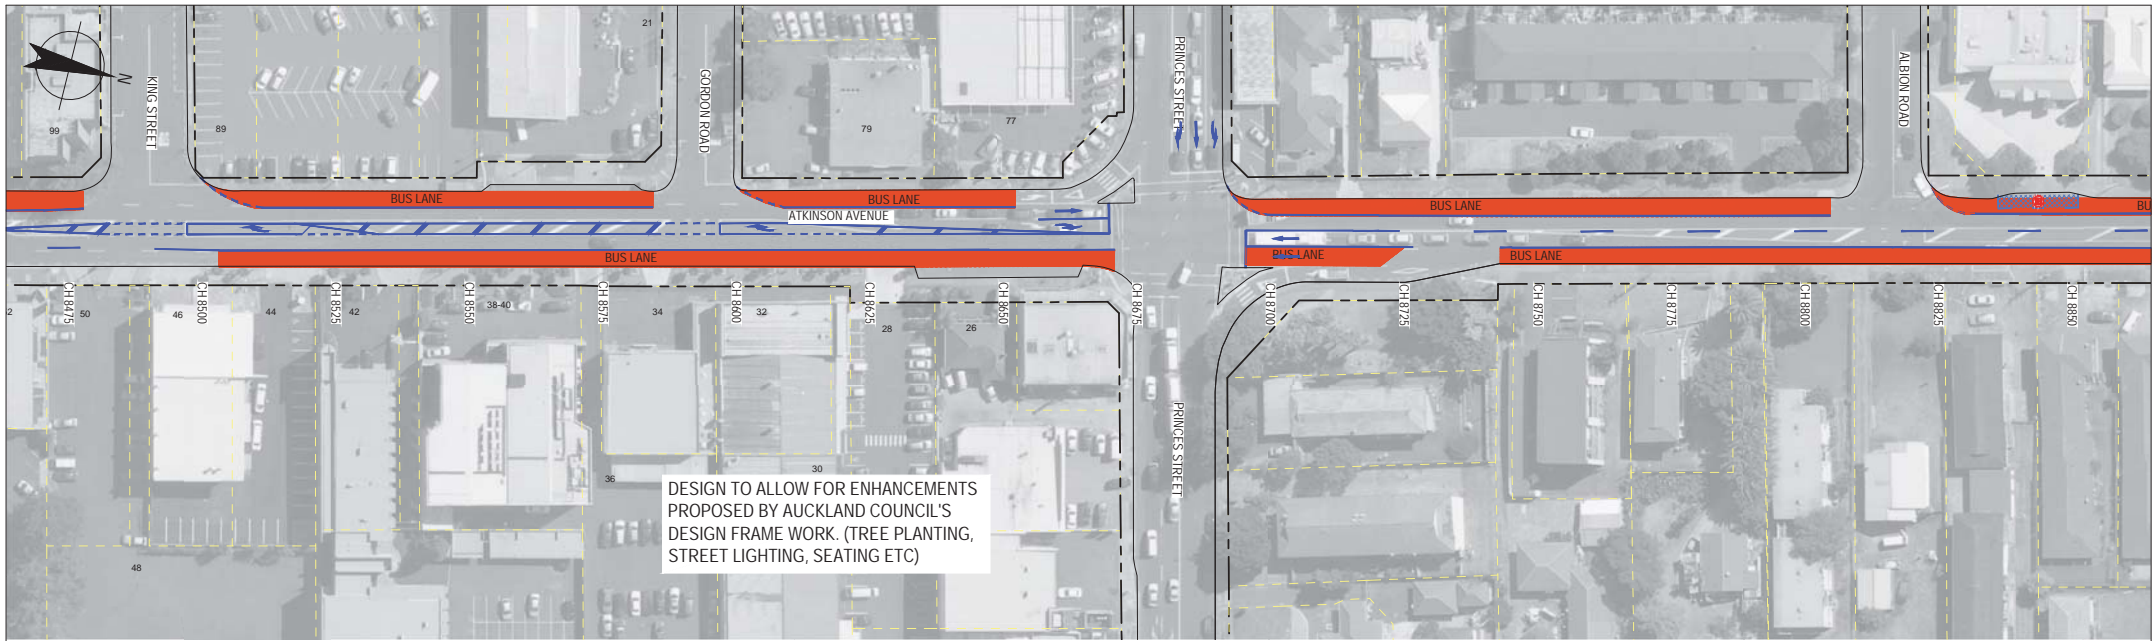 21
N
KING STREET
GORDON ROAD
PRINCES STREET
ALBION ROAD
99
89
79
77
BUS LANE
BUS LANE
BUS LANE
BU
ATKINSON AVENUE
BUS LANE
BUS LANE
BUS LANE
CH 8475
CH 8500
CH 8525
CH 8550
CH 8575
CH 8600
CH 8625
CH 8650
CH 8675
CH 8700
CH 8725
CH 8750
CH 8775
CH 8800
CH 8825
CH 8850
2
50
46
44
42
38-40
34
32
28
26
PRINCES STREET
30
36
48
DESIGN TO ALLOW FOR ENHANCEMENTS
PROPOSED BY AUCKLAND COUNCIL'S
DESIGN FRAME WORK. (TREE PLANTING,
STREET LIGHTING, SEATING ETC)